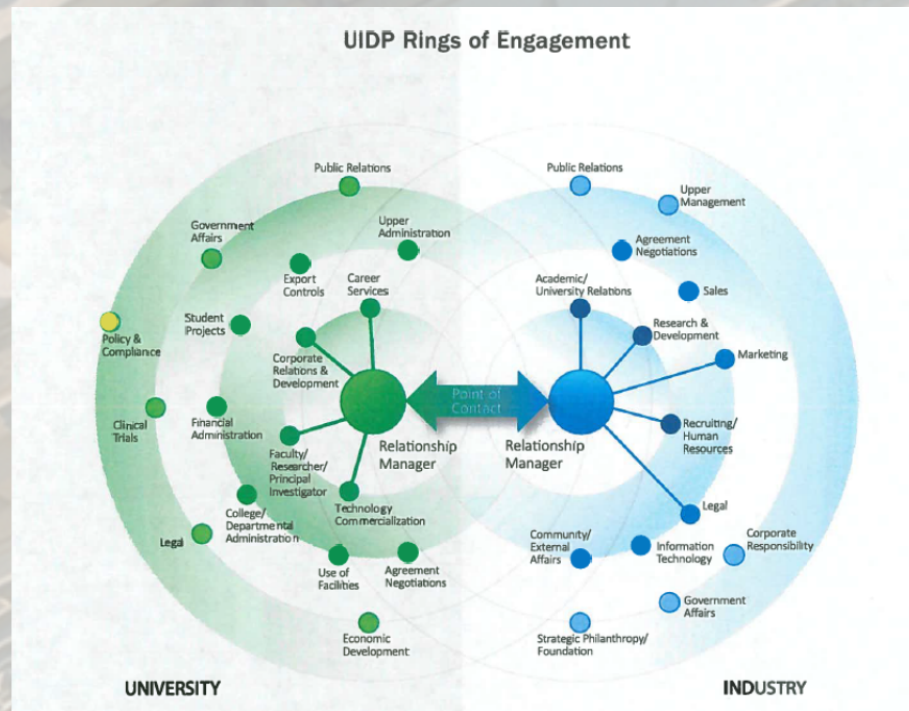 UIDP Rings of Engagement
Public Relations
Government
Affairs
Upper
Administration
Export
Controls
Career
Services
Student
Projects
Policy &
Compliance
Corporate
Relations &
Development
Clinical
Trials
Financial
Administration
Faculty/
Researcher/
Principal
Investigator
Relationship
Manager
Technology
Commercialization
College/
Departmental
Administration
Legal
Use of
Facilities
Agreement
Negotiations
Economic
Development
UNIVERSITY
Point of
Contact
Public Relations
Upper
Management
Agreement
Negotiations
Academic/
University Relations
Sales
Research &
Development
Marketing
Recruiting/
Human
Resources
Relationship
Manager
Legal
Community/
External
Affairs
Information
Technology
Corporate
Responsibility
Government
Affairs
Strategic Philanthropy/
Foundation
INDUSTRY